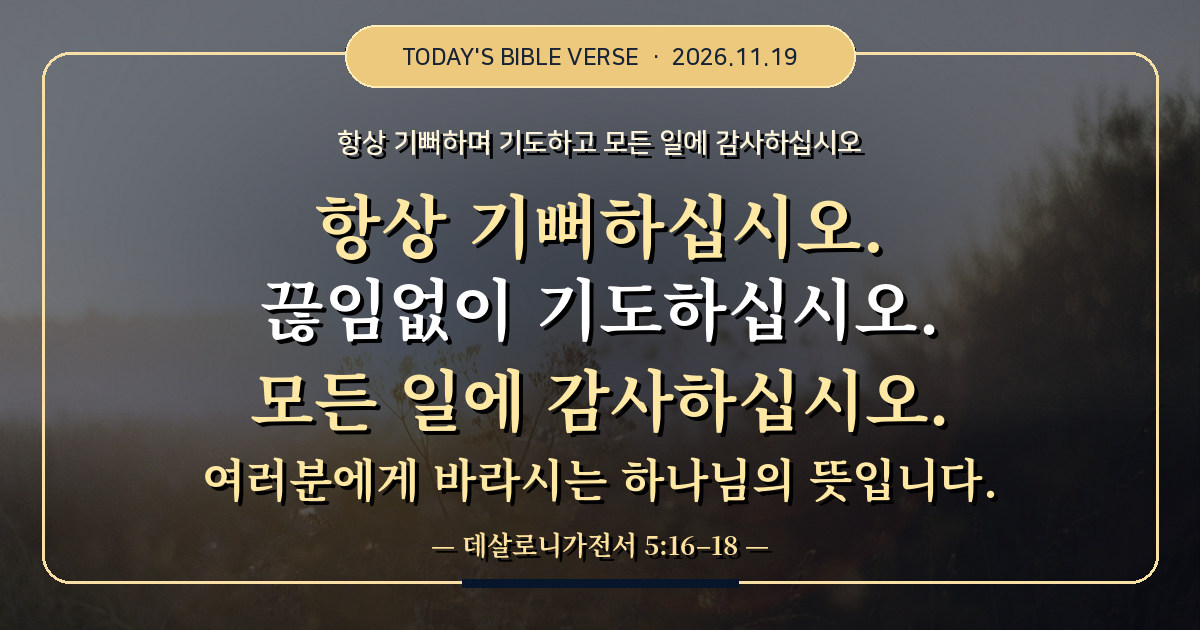 TODAY'S BIBLE VERSE · 2026.11.19
항상 기뻐하며 기도하고 모든 일에 감사하십시오
항상 기뻐하십시오.
끊임없이 기도하십시오.
모든 일에 감사하십시오.
여러분에게 바라시는 하나님의 뜻입니다.
— 데살로니가전서 5:16–18 —